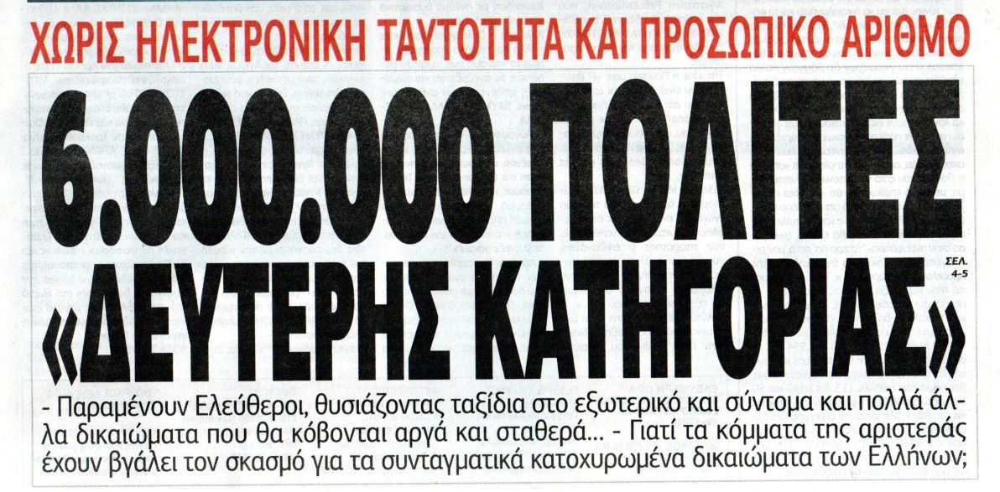 ΧΩΡΙΣ ΗΛΕΚΤΡΟΝΙΚΗ ΤΑΥΤΟΤΗΤΑ ΚΑΙ ΠΡΟΣΩΠΙΚΟ ΑΡΙΘΜΟ
6.000.000 ΠΟΛΙΤΕΣ
«ΔΕΥΤΕΡΗΣ ΚΑΤΗΓΟΡΙΑΣ»
ΣΕΛ.
4-5
- Παραμένουν Ελεύθεροι, θυσιάζοντας ταξίδια στο εξωτερικό και σύντομα και πολλά άλ-
λα δικαιώματα που θα κόβονται αργά και σταθερά... - Γιατί τα κόμματα της αριστεράς
έχουν βγάλει τον σκασμό για τα συνταγματικά κατοχυρωμένα δικαιώματα των Ελλήνων;